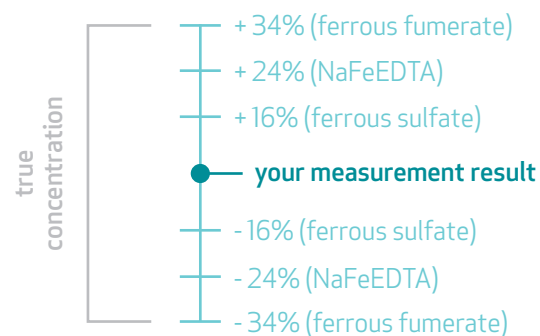 + 34% (ferrous fumerate)
+ 24% (NaFeEDTA)
+ 16% (ferrous sulfate)
true
concentration
your measurement result
- 16% (ferrous sulfate)
- 24% (NaFeEDTA)
- 34% (ferrous fumerate)